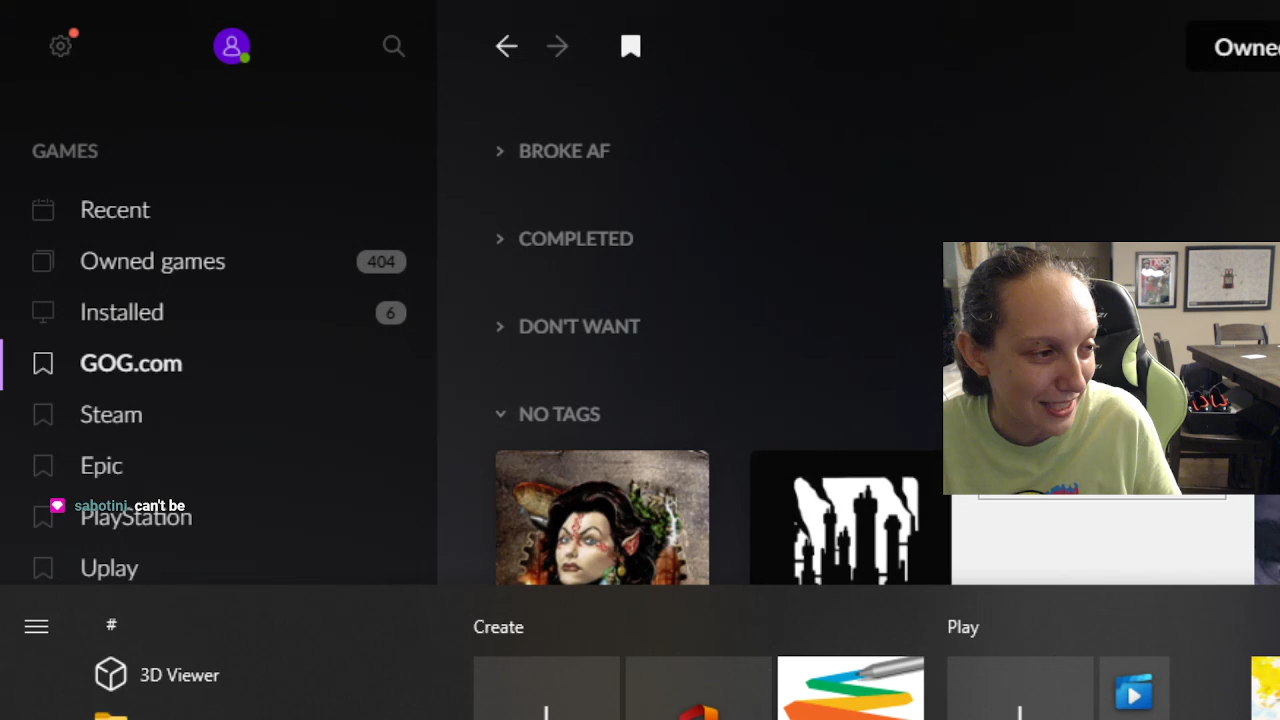 Owne
GAMES
Recent
Owned games 404
Installed 6
GOG.com
Steam
Epic
sabotini can't be
PlayStation
Uplay
BROKE AF
COMPLETED
DON'T WANT
NO TAGS
#
3D Viewer
Create
Play